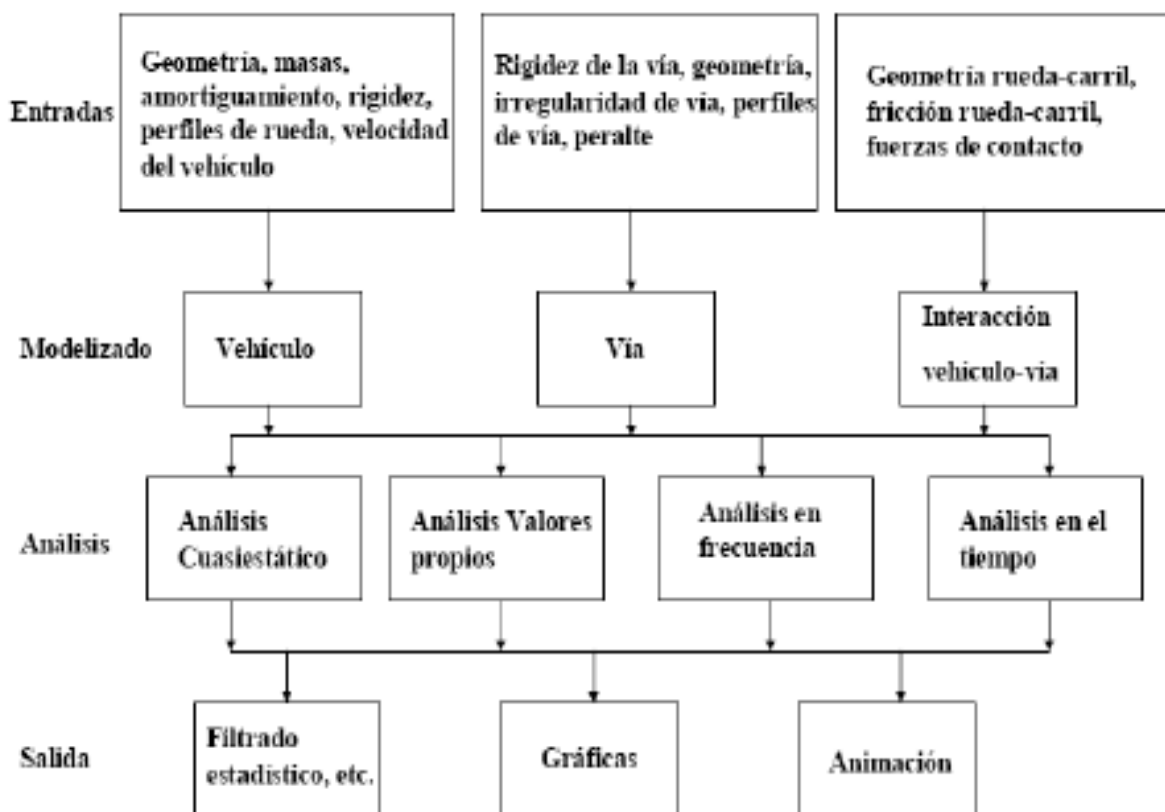 Entradas
Geometría, masas,
amortiguamiento, rigidez,
perfiles de rueda, velocidad
del vehículo
Rigidez de la vía, geometría,
irregularidad de via, perfiles
de vía, peralte
Geometría rueda-carril,
fricción rueda-carril,
fuerzas de contacto
Modelizado
Vehículo
Vía
Interacción
vehículo-via
Análisis
Análisis
Cuasiestático
Análisis Valores
propios
Análisis en
frecuencia
Análisis en el
tiempo
Salida
Filtrado
estadístico, etc.
Gráficas
Animación